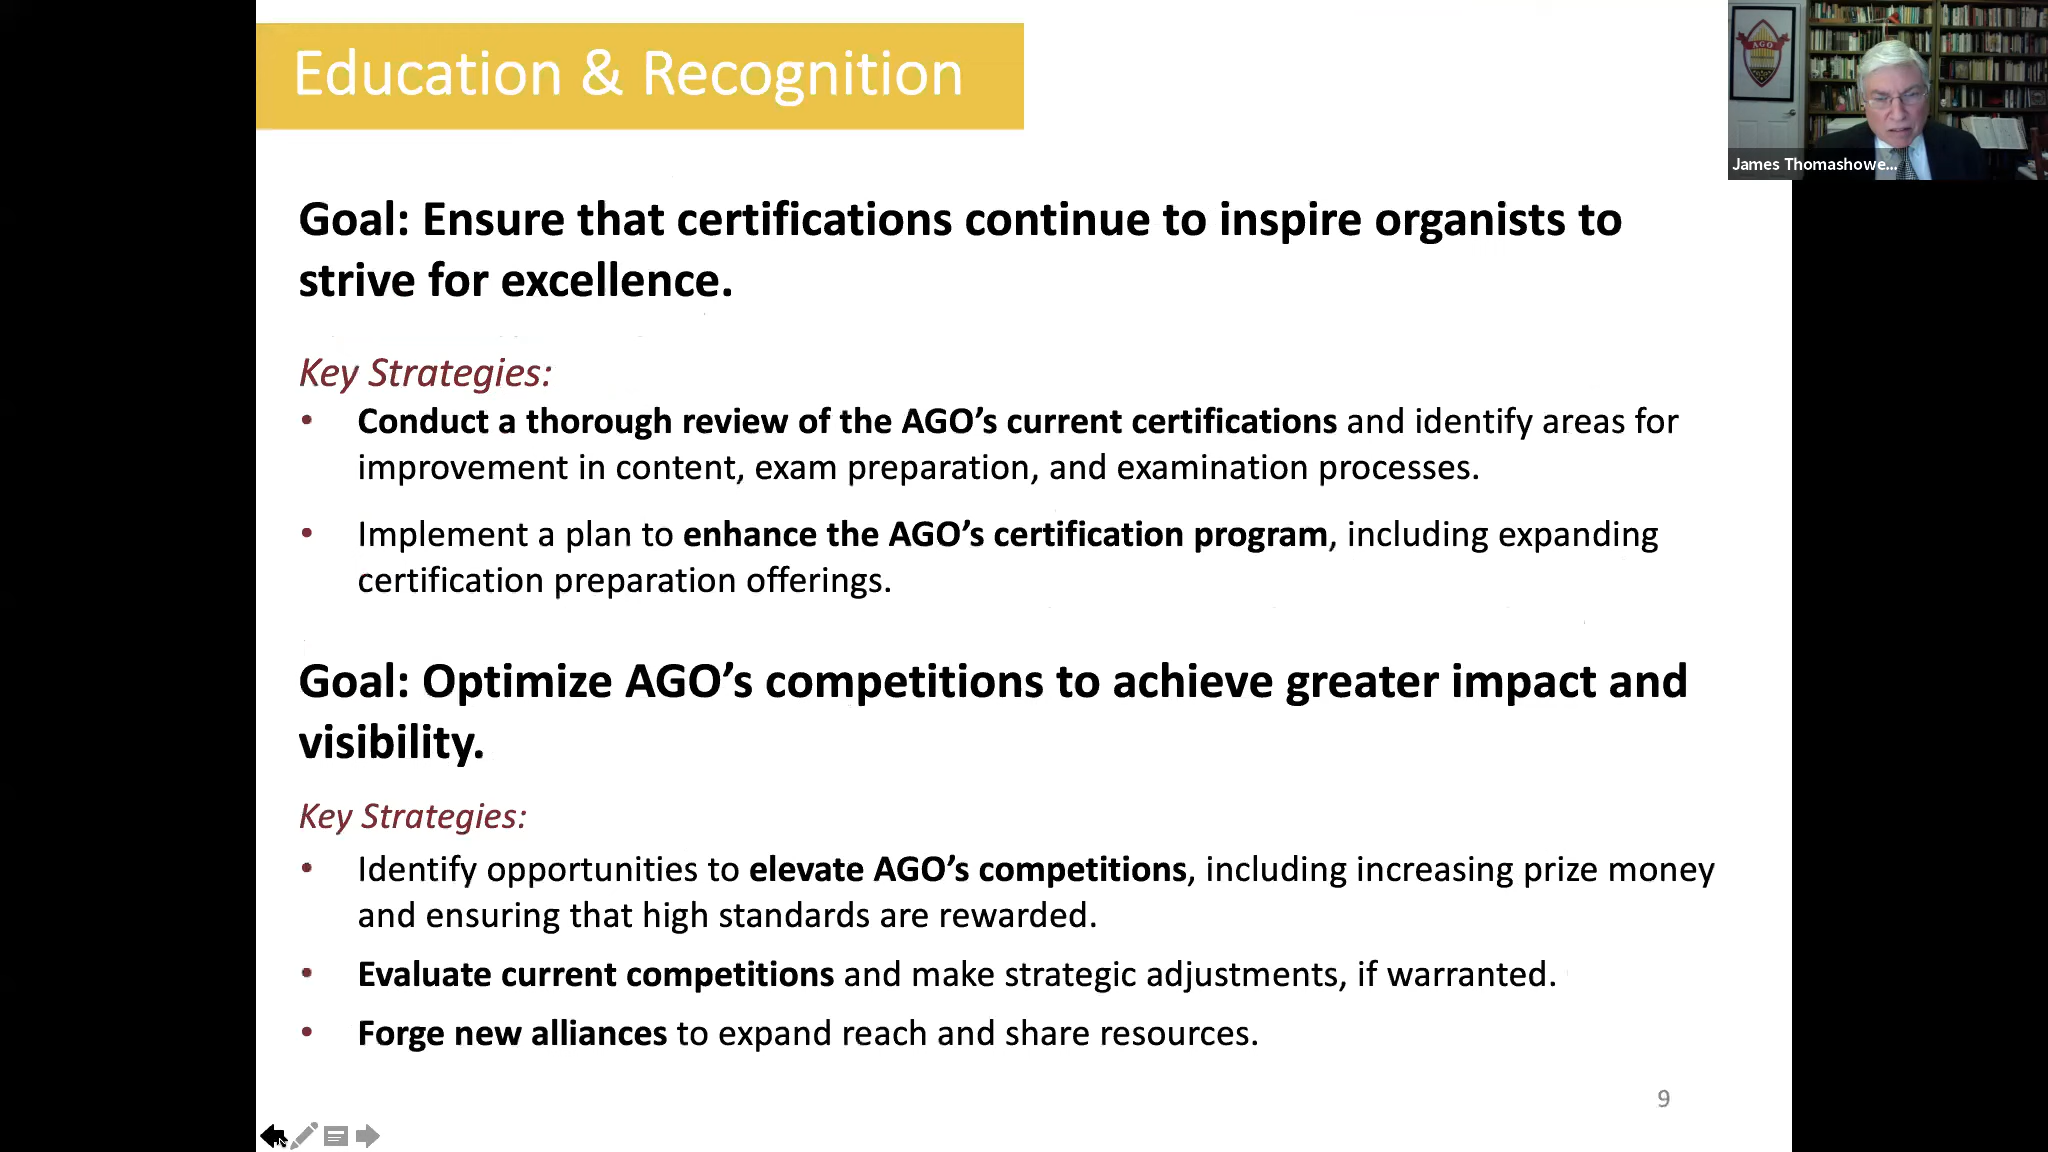 Education & Recognition
AGO
James Thomashowe...
Goal: Ensure that certifications continue to inspire organists to
strive for excellence.
Key Strategies:
• Conduct a thorough review of the AGO’s current certifications and identify areas for
improvement in content, exam preparation, and examination processes.
• Implement a plan to enhance the AGO’s certification program, including expanding
certification preparation offerings.
Goal: Optimize AGO’s competitions to achieve greater impact and
visibility.
Key Strategies:
• Identify opportunities to elevate AGO’s competitions, including increasing prize money
and ensuring that high standards are rewarded.
• Evaluate current competitions and make strategic adjustments, if warranted.
• Forge new alliances to expand reach and share resources.
9